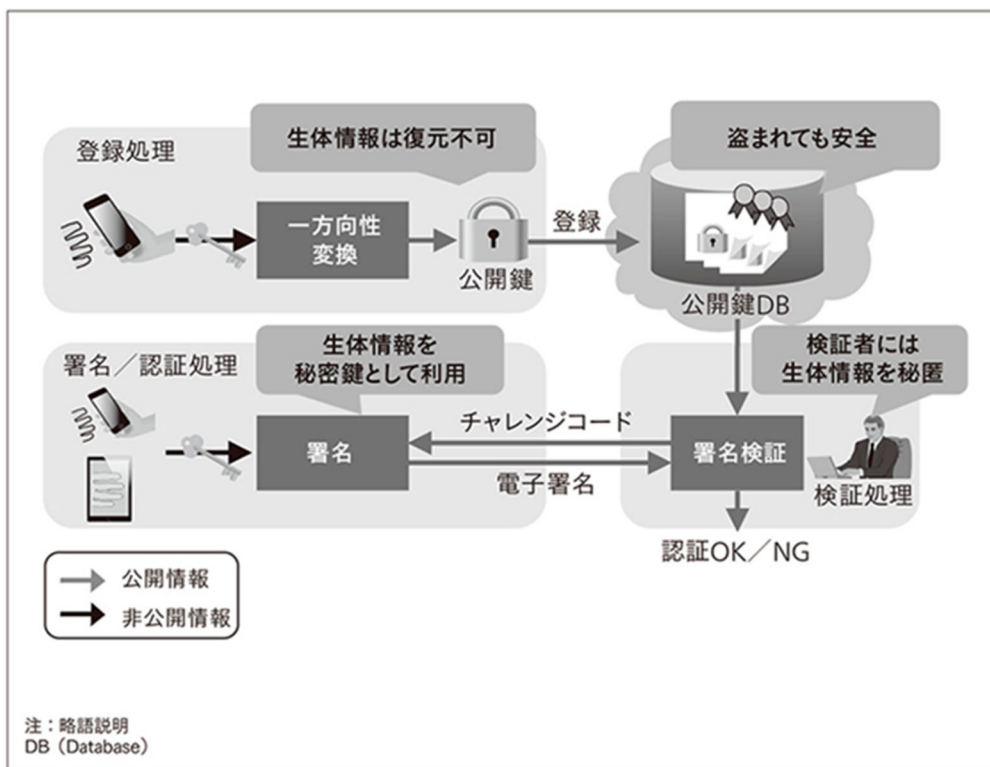 登録処理
生体情報は復元不可
盗まれても安全
一方向性
変換
公開鍵
登録
公開鍵DB
署名／認証処理
生体情報を
秘密鍵として利用
検証者には
生体情報を秘匿
署名
チャレンジコード
電子署名
署名検証
検証処理
認証OK／NG
公開情報
非公開情報
注：略語説明
DB（Database）